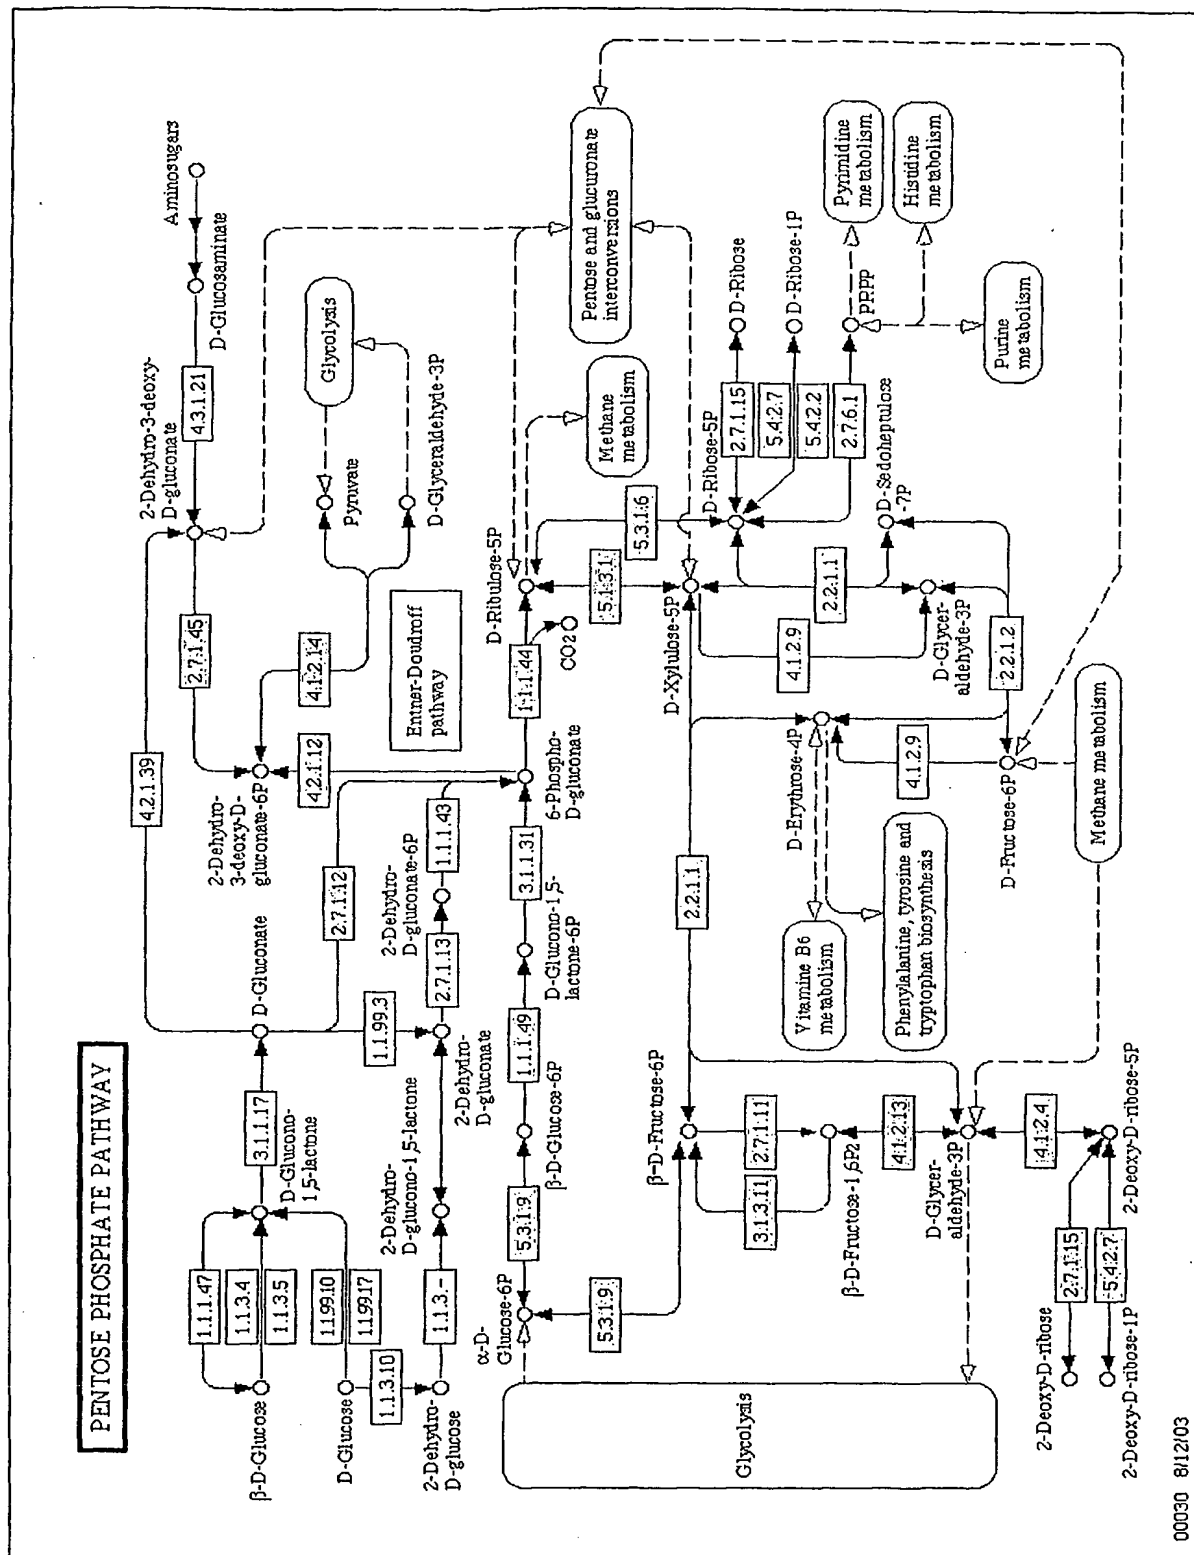 PENTOSE PHOSPHATE PATHWAY
4.2.1.39
2-Dehydro-3-deoxy-
D-gluconate
4.3.1.21
D-Glucosaminate
Aminosugars
1.1.1.47
1.1.3.4
1.1.3.5
β-D-Glucose
D-Glucono-
1,5-lactone
3.1.1.17
D-Gluconate
2-Dehydro-
3-deoxy-D-
gluconate-6P
2.7.1.45
4.1.2.14
Pyruvate
Glycolysis
D-Glyceraldehyde-3P
1.1.99.10
1.1.99.17
D-Glucose
1.1.3.10
2.7.1.12
4.2.1.12
1.1.99.3
Entner-Doudroff
pathway
2-Dehydro-
D-glucose
1.1.3.-
2-Dehydro-
D-glucono-1,5-lactone
2-Dehydro-
D-gluconate
2.7.1.13
2-Dehydro-
D-gluconate-6P
1.1.1.43
α-D-
Glucose-6P
5.3.1.9
β-D-Glucose-6P
1.1.1.49
D-Glucono-1,5-
lactone-6P
3.1.1.31
6-Phospho-
D-gluconate
1.1.1.44
CO2
D-Ribulose-5P
Methane
metabolism
Pentose and glucuronate
interconversions
5.3.1.9
5.1.3.1
5.3.1.6
Glycolysis
β-D-Fructose-6P
2.2.1.1
D-Xylulose-5P
D-Ribose-5P
2.7.1.15
D-Ribose
5.4.2.7
5.4.2.2
D-Ribose-1P
2.7.6.1
PRPP
Pyrimidine
metabolism
Histidine
metabolism
Purine
metabolism
3.1.3.11
2.7.1.11
β-D-Fructose-1,6P2
4.1.2.13
D-Glycer-
aldehyde-3P
Vitamine B6
metabolism
Phenylalanine, tyrosine and
tryptophan biosynthesis
D-Erythrose-4P
4.1.2.9
4.1.2.9
2.2.1.1
D-Sedoheptulose
-7P
D-Glycer-
aldehyde-3P
2.2.1.2
D-Fructose-6P
Methane metabolism
4.1.2.4
2-Deoxy-D-ribose
2.7.1.15
2-Deoxy-D-ribose-1P
5.4.2.7
2-Deoxy-D-ribose-5P
00030 8/12/03